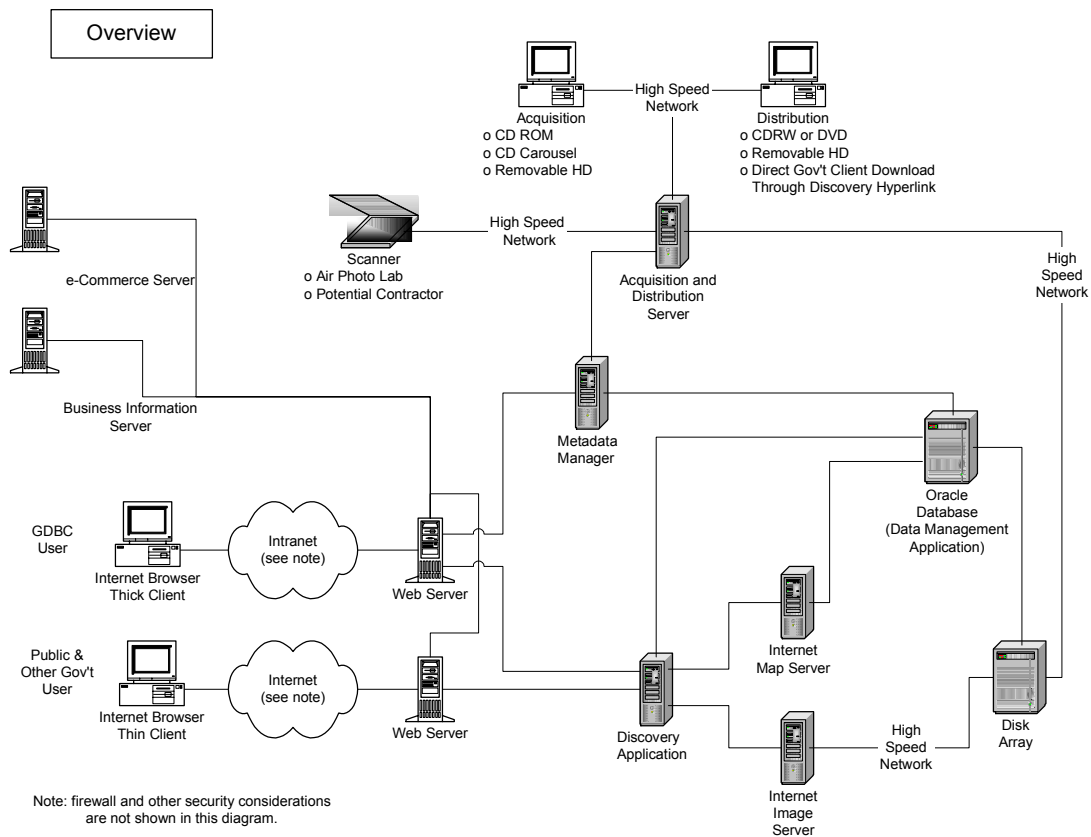 Overview
High Speed
Network
Acquisition
o CD ROM
o CD Carousel
o Removable HD
Distribution
o CDRW or DVD
o Removable HD
o Direct Gov't Client Download
Through Discovery Hyperlink
High Speed
Network
Scanner
o Air Photo Lab
o Potential Contractor
Acquisition and
Distribution
Server
High
Speed
Network
e-Commerce Server
Business Information
Server
Metadata
Manager
Oracle
Database
(Data Management
Application)
GDBC
User
Internet Browser
Thick Client
Intranet
(see note)
Web Server
Internet
Map Server
Public &
Other Gov't
User
Internet Browser
Thin Client
Internet
(see note)
Web Server
Discovery
Application
High
Speed
Network
Disk
Array
Internet
Image
Server
Note: firewall and other security considerations
are not shown in this diagram.